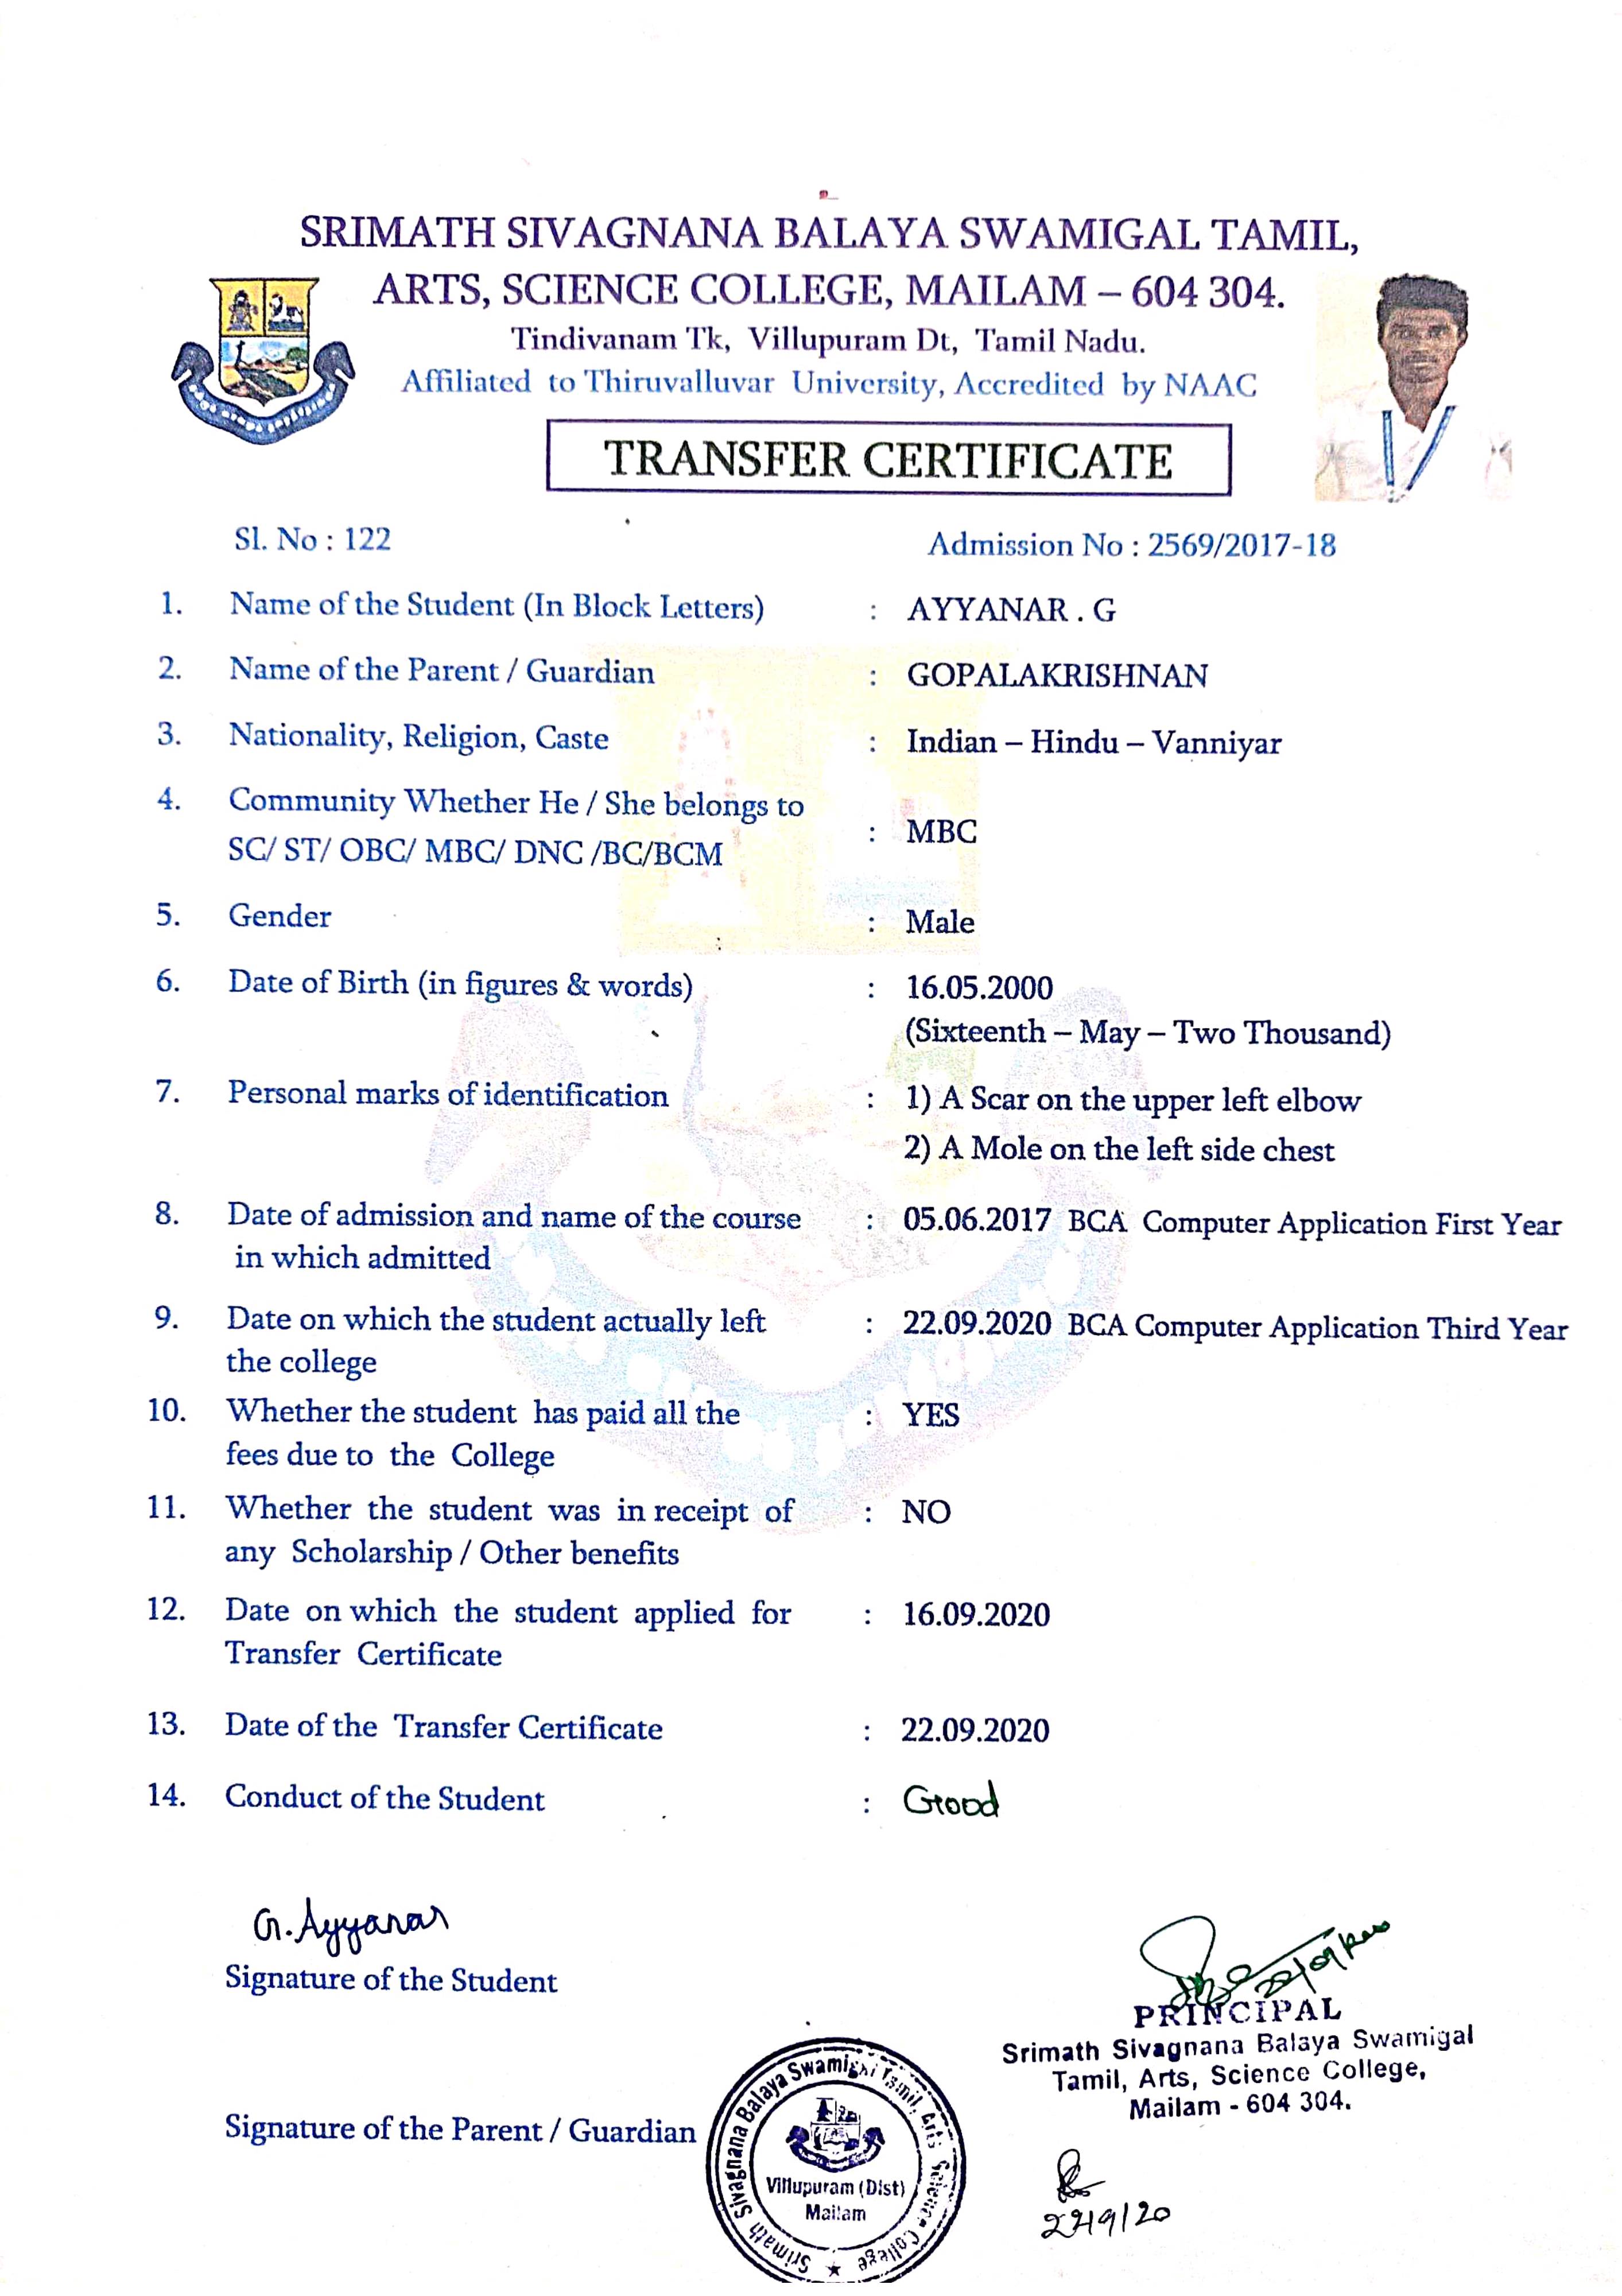 SRIMATH SIVAGNANA BALAYA SWAMIGAL TAMIL,
ARTS, SCIENCE COLLEGE, MAILAM – 604 304.
Tindivanam Tk, Villupuram Dt, Tamil Nadu.
Affiliated to Thiruvalluvar University, Accredited by NAAC
TRANSFER CERTIFICATE
Sl. No : 122 Admission No : 2569/2017-18
1. Name of the Student (In Block Letters) : AYYANAR . G
2. Name of the Parent / Guardian : GOPALAKRISHNAN
3. Nationality, Religion, Caste : Indian – Hindu – Vanniyar
4. Community Whether He / She belongs to
SC/ ST/ OBC/ MBC/ DNC /BC/BCM : MBC
5. Gender : Male
6. Date of Birth (in figures & words) : 16.05.2000
(Sixteenth – May – Two Thousand)
7. Personal marks of identification : 1) A Scar on the upper left elbow
2) A Mole on the left side chest
8. Date of admission and name of the course : 05.06.2017 BCA Computer Application First Year
in which admitted
9. Date on which the student actually left : 22.09.2020 BCA Computer Application Third Year
the college
10. Whether the student has paid all the : YES
fees due to the College
11. Whether the student was in receipt of : NO
any Scholarship / Other benefits
12. Date on which the student applied for : 16.09.2020
Transfer Certificate
13. Date of the Transfer Certificate : 22.09.2020
14. Conduct of the Student : Good
G. Ayyanar
Signature of the Student
PRINCIPAL
Srimath Sivagnana Balaya Swamigal
Tamil, Arts, Science College,
Mailam - 604 304.
Signature of the Parent / Guardian
Srimath Sivagnana Balaya Swamigal Tamil, Arts Science College
Villupuram (Dist)
Mailam
22/9/20